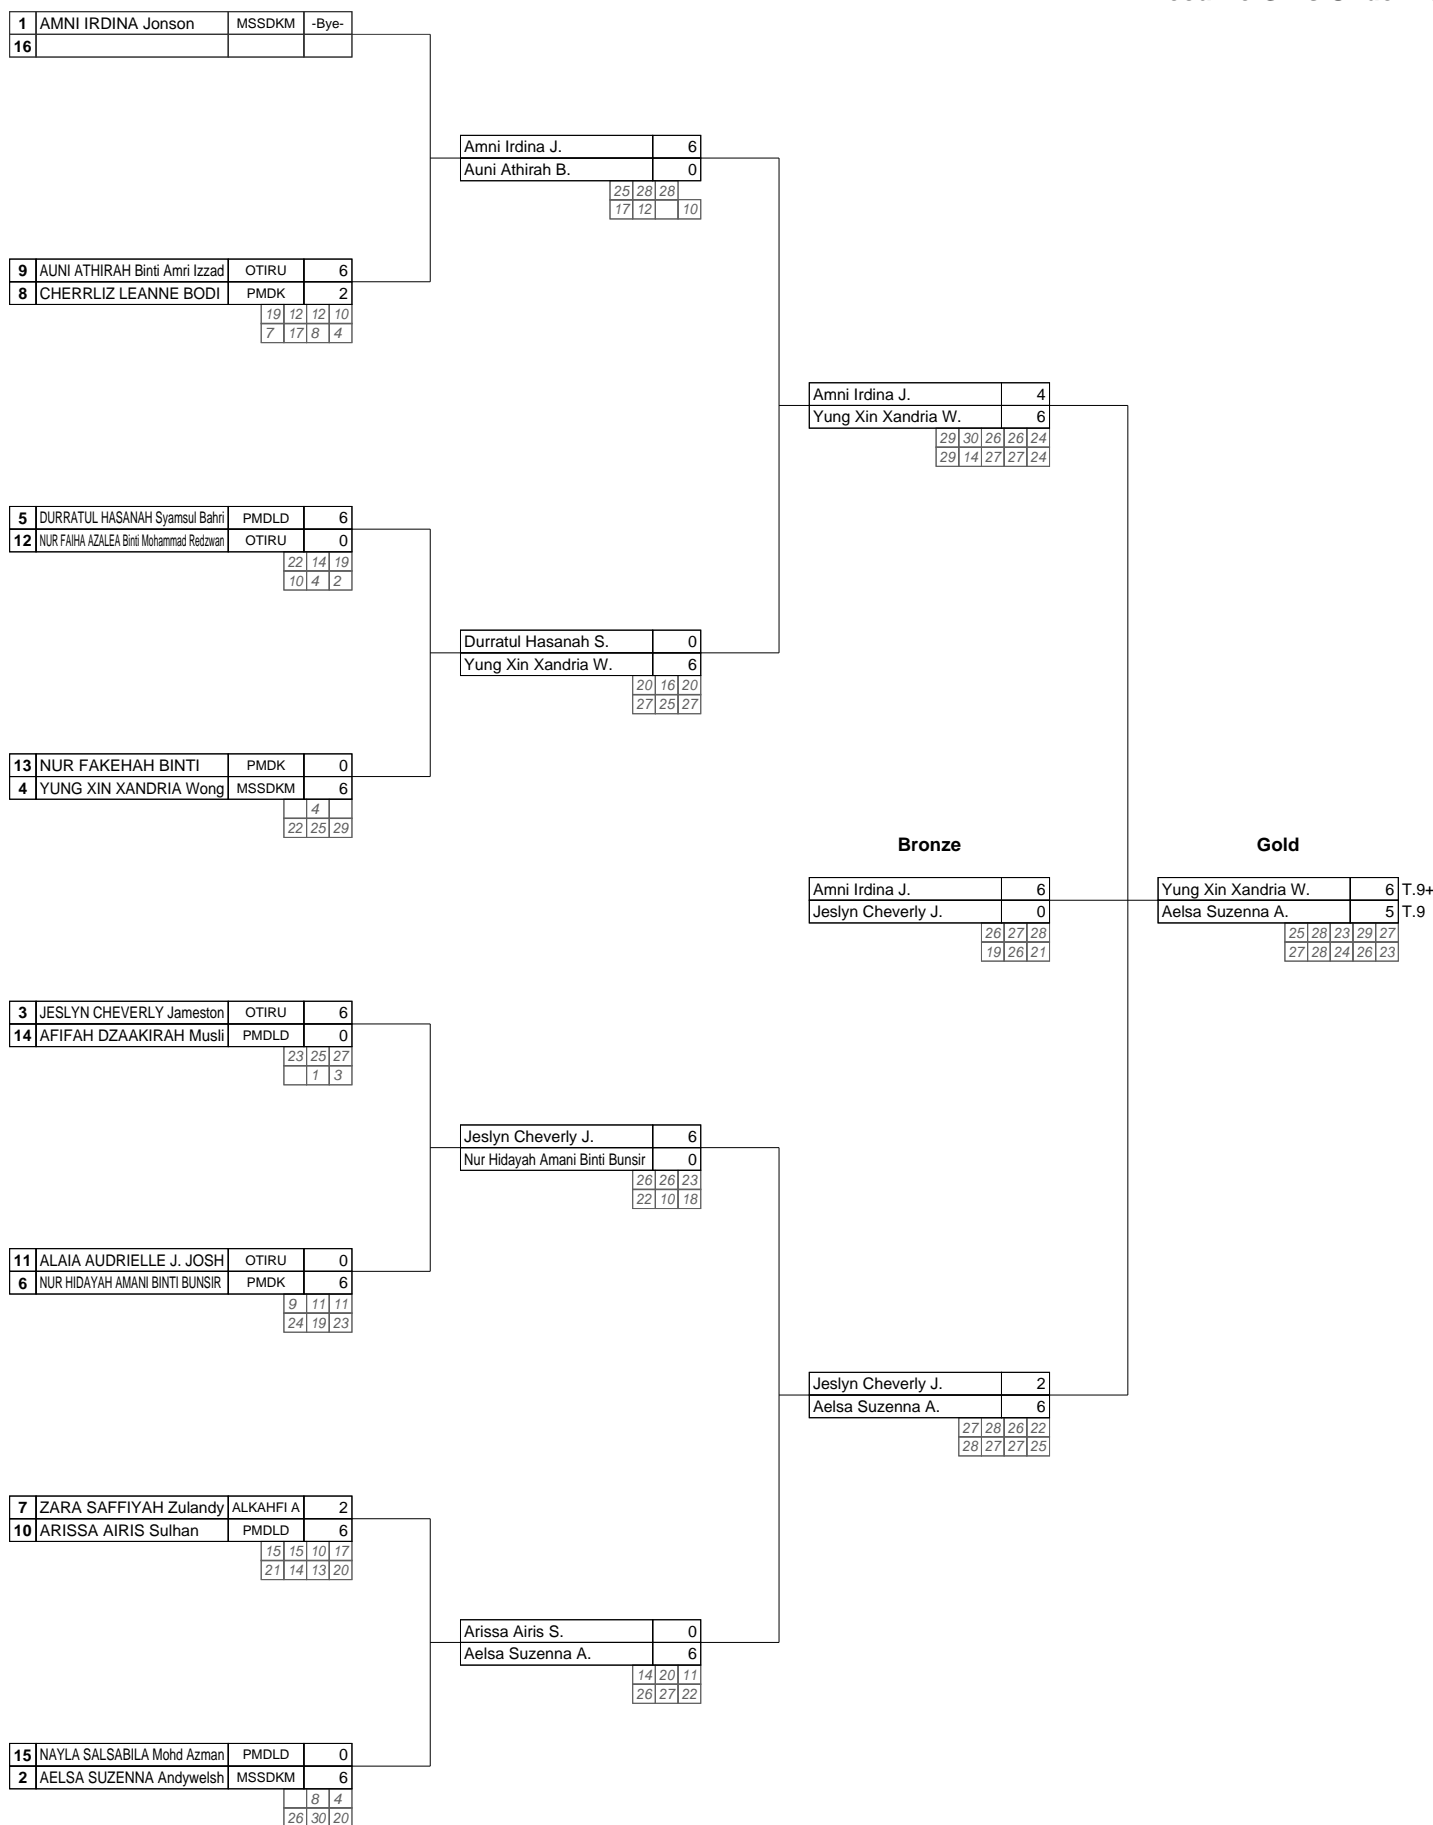 1 AMNI IRDINA Jonson MSSDKM -Bye-
16
Amni Irdina J. 6
Auni Athirah B. 0
25 28 28
17 12 10
9 AUNI ATHIRAH Binti Amri Izzad OTIRU 6
8 CHERRLIZ LEANNE BODI PMDK 2
19 12 12 10
7 17 8 4
Amni Irdina J. 4
Yung Xin Xandria W. 6
29 30 26 26 24
29 14 27 27 24
5 DURRATUL HASANAH Syamsul Bahri PMDLD 6
12 NUR FAIHA AZALEA Binti Mohammad Redzwan OTIRU 0
22 14 19
10 4 2
Durratul Hasanah S. 0
Yung Xin Xandria W. 6
20 16 20
27 25 27
13 NUR FAKEHAH BINTI PMDK 0
4 YUNG XIN XANDRIA Wong MSSDKM 6
4
22 25 29
Bronze Gold
Amni Irdina J. 6
Jeslyn Cheverly J. 0
26 27 28
19 26 21
Yung Xin Xandria W. 6 T.9+
Aelsa Suzenna A. 5 T.9
25 28 23 29 27
27 28 24 26 23
3 JESLYN CHEVERLY Jameston OTIRU 6
14 AFIFAH DZAAKIRAH Musli PMDLD 0
23 25 27
1 3
Jeslyn Cheverly J. 6
Nur Hidayah Amani Binti Bunsir 0
26 26 23
22 10 18
11 ALAIA AUDRIELLE J. JOSH OTIRU 0
6 NUR HIDAYAH AMANI BINTI BUNSIR PMDK 6
9 11 11
24 19 23
Jeslyn Cheverly J. 2
Aelsa Suzenna A. 6
27 28 26 22
28 27 27 25
7 ZARA SAFFIYAH Zulandy ALKAHFI A 2
10 ARISSA AIRIS Sulhan PMDLD 6
15 15 10 17
21 14 13 20
Arissa Airis S. 0
Aelsa Suzenna A. 6
14 20 11
26 27 22
15 NAYLA SALSABILA Mohd Azman PMDLD 0
2 AELSA SUZENNA Andywelsh MSSDKM 6
8 4
26 30 20